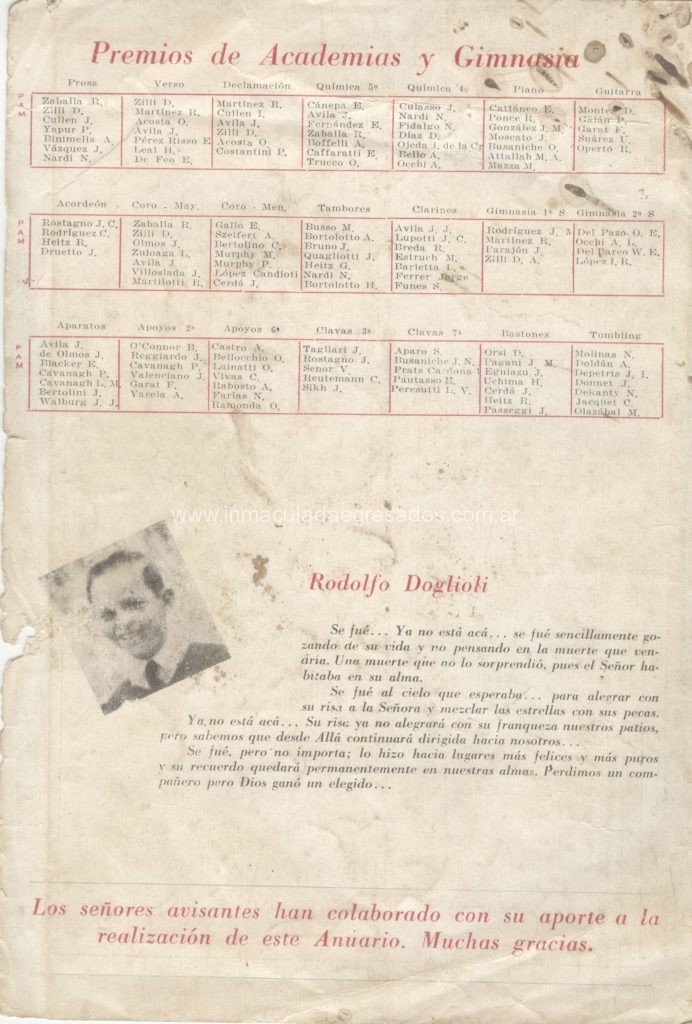 Premios de Academias y Gimnasia
Prosa Verso Declamación Química 5º Química 4º Piano Guitarra
PAM
Zaballa R. Zilli D. Martínez R. Cánepa E. Culasso J. Cattáneo E. Montes D.
Zilli D. Martínez R. Cullen I. Avila J. Nardi N. Ponce R. Gaián P.
Cullen J. Acosta O. Avila J. Fernández E. Fidalgo N. González J. M. Garat F.
Yapur P. Avila J. Zilli D. Zaballa R. Díaz D. Moscato J. Suárez U.
Binimelis A. Pérez Risso E Acosta O. Boffelli A. Ojeda J. de la Cr Busaniche O. Operto R.
Vázquez J. Leal H. Costantini P. Caffaratti E. Bello A. Attallah M. A.
Nardi N. De Feo E. Trucco O. Occhi A. Mazza M.
Acordeón Coro - May. Coro - Men. Tambores Clarines Gimnasia 1ª S Gimnasia 2ª S
PAM
Rostagno J. C. Zaballa R. Gallo E. Busso M. Avila J. J. Rodríguez J. M Del Pazo O. E.
Rodríguez C. Zilli D. Szeifert A. Bortolotto A. Lupotti J. C. Martínez R. Occhi A. L.
Heitz R. Olmos J. Bertolino C. Bruno J. Breda R. Farajón J. Del Barco W. E.
Druetto J. Zuloaga L. Murphy M. Quagliotti J. Estruch M. Zilli D. A. López I. R.
Avila J. Murphy P. Heitz G. Barletta L.
Villoslada J. López Candioti Nardi N. Ferrer Jorge
Martilotti R. Cerdá J. Bortolotto H. Funes S.
Aparatos Apoyos 2ª Apoyos 6ª Clavas 3ª Clavas 7ª Bastones Tumbling
PAM
Avila J. O'Connor B. Castro A. Tagliari J. Aparo S. Orsi D. Molinas N.
de Olmos J. Reggiardo J. Bellocchio O. Rostagno J. Busaniche J. N. Pagani J. M. Doldán A.
Blacker E. Cavanagh P. Lainatti O. Senor V. Prats Cardona Eguiazu J. Depetris J. I.
Cavanagh P. Valenciano J. Vivas C. Reutemann C. Pautasso E. Uchima H. Donnet J.
Cavanagh L. M. Garat F. Rabosto A. Sikh J. Peresutti L. V. Cerdá J. Dekanty N.
Bertolini J. Varela A. Farías N. Heitz R. Jacquet C.
Walburg J. J. Ramonda O. Passeggi J. Olazábal M.
www.inmaculadaegresados.com.ar
Rodolfo Doglioli
Se fué... Ya no está acá... se fué sencillamente go-
zando de su vida y no pensando en la muerte que ven-
dría. Una muerte que no lo sorprendió, pues el Señor ha-
bitaba en su alma.
Se fué al cielo que esperaba... para alegrar con
su risa a la Señora y mezclar las estrellas con sus pecas.
Ya no está acá... Su risa ya no alegrará con su franqueza nuestros patios,
pero sabemos que desde Allá continuará dirigida hacia nosotros...
Se fué, pero no importa; lo hizo hacia lugares más felices y más puros
y su recuerdo quedará permanentemente en nuestras almas. Perdimos un com-
pañero pero Dios ganó un elegido...
Los señores avisantes han colaborado con su aporte a la
realización de este Anuario. Muchas gracias.